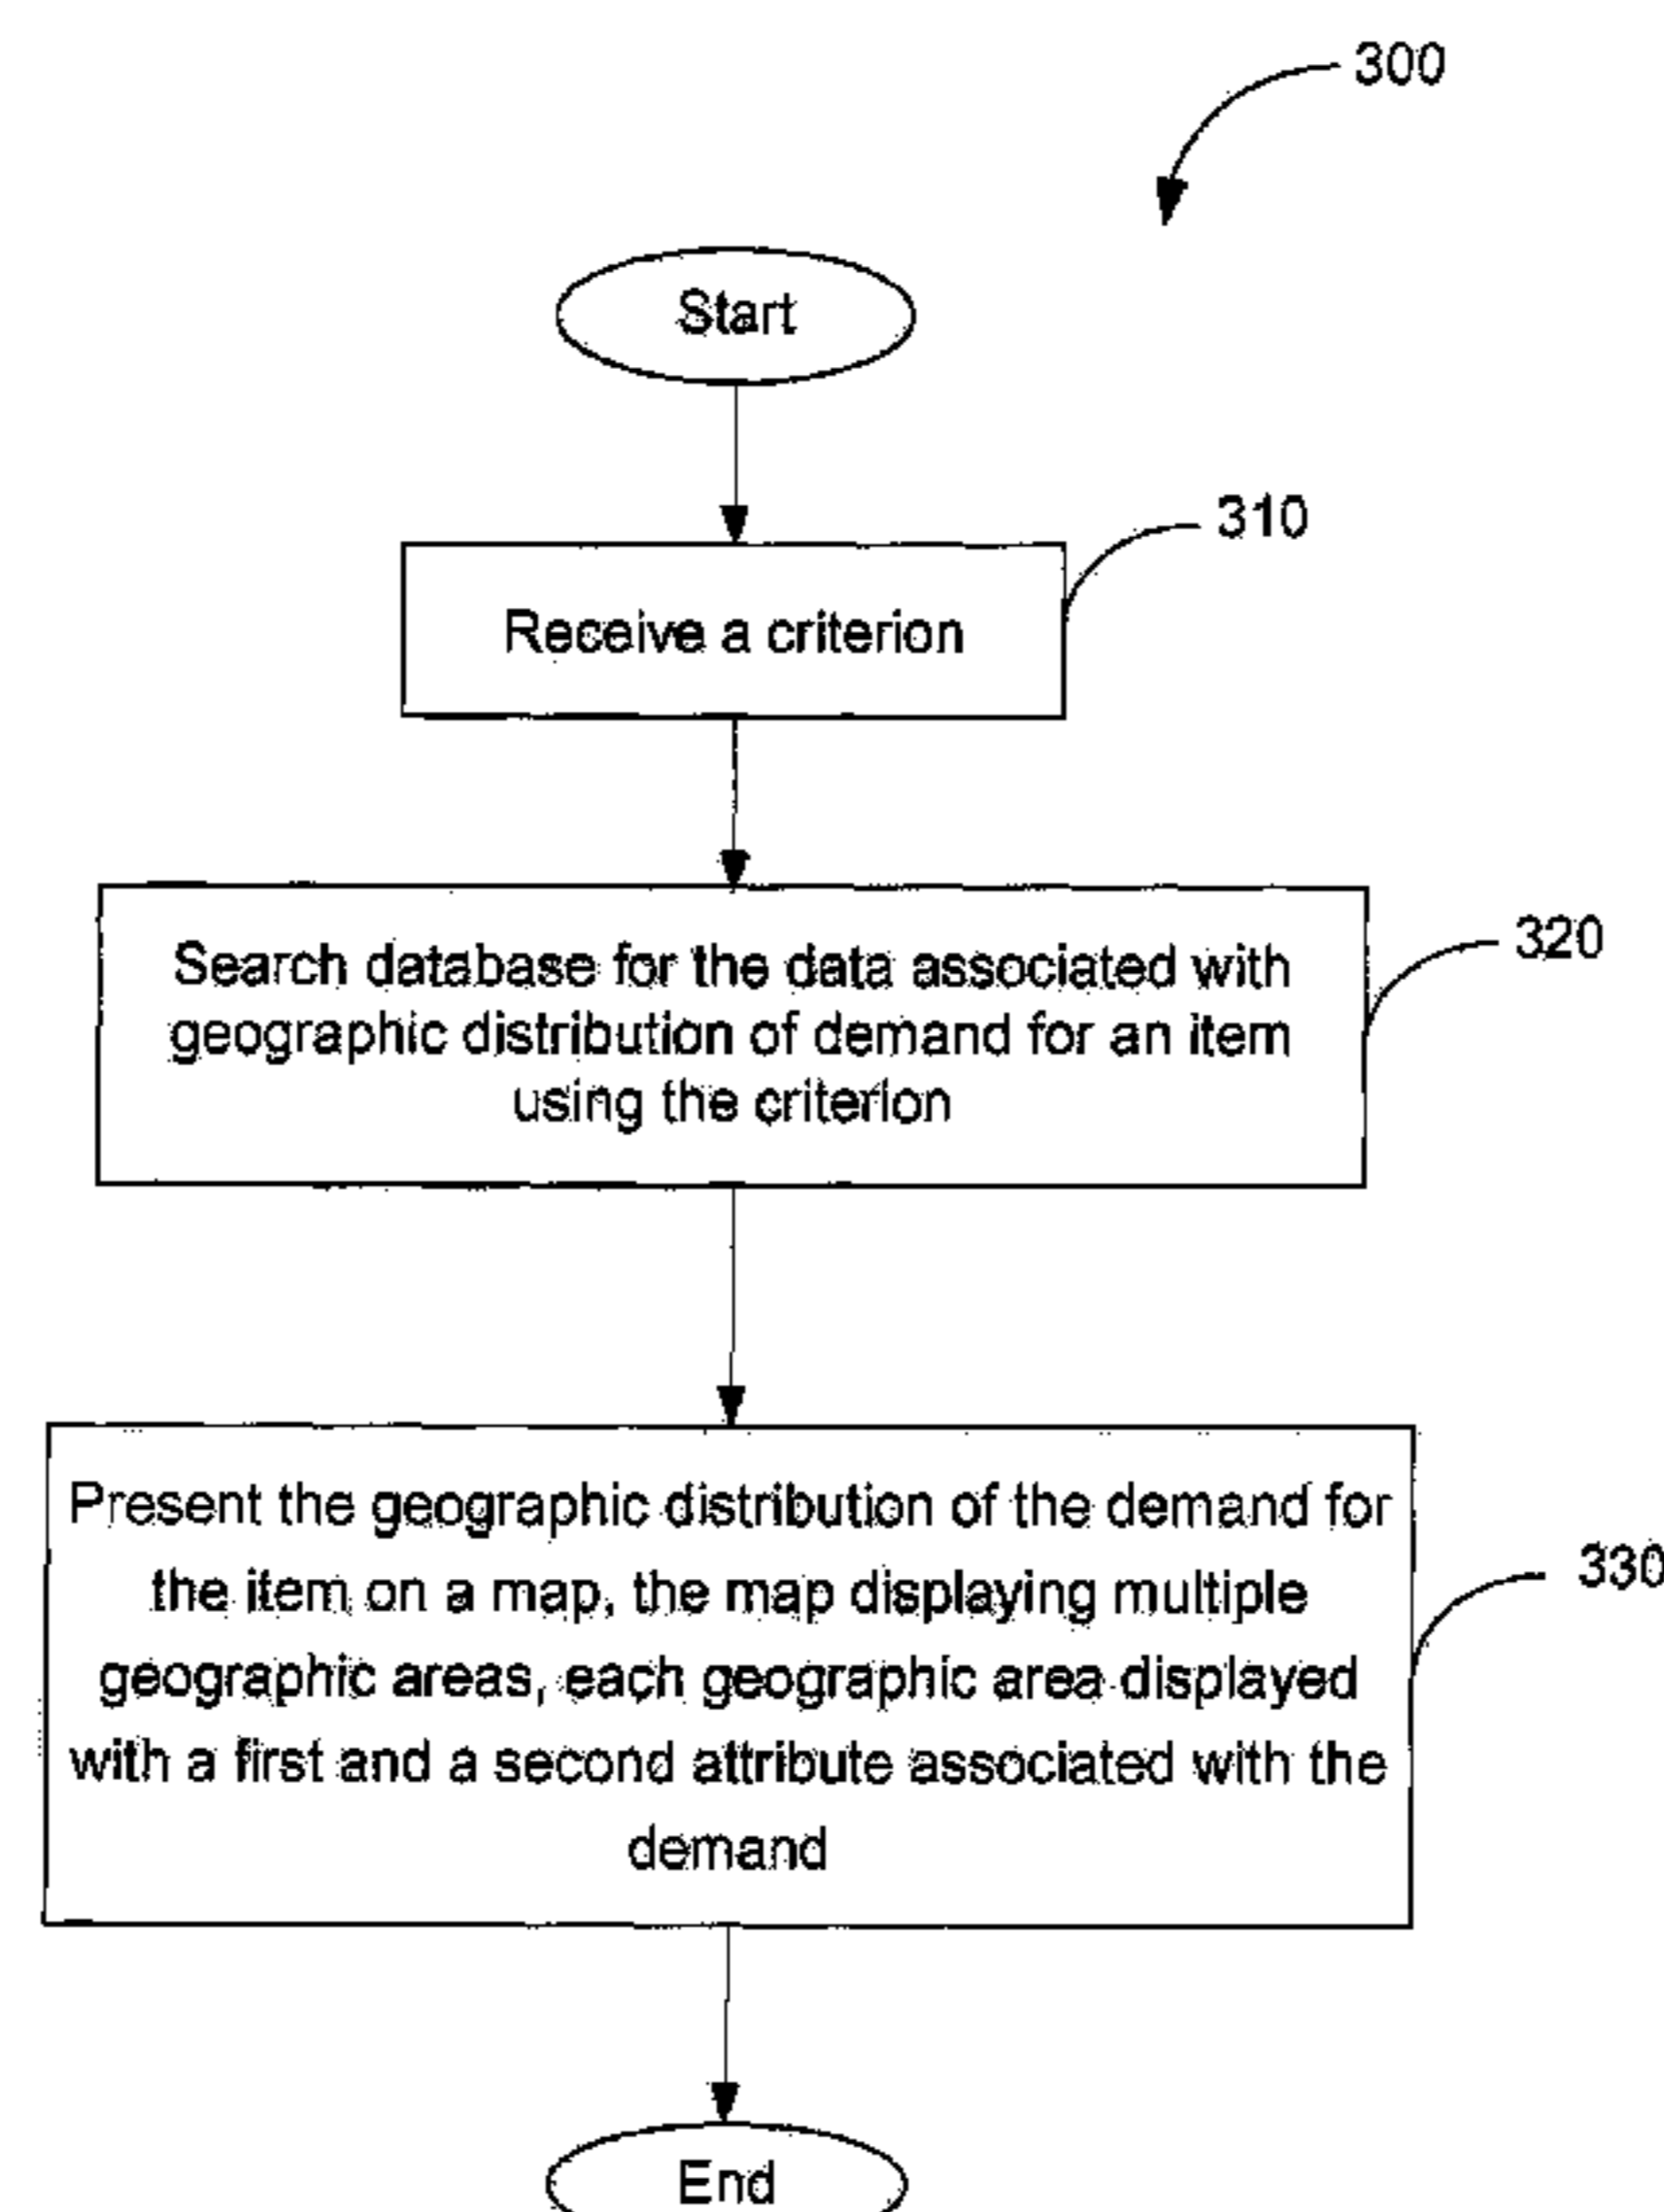 300
Start
310
Receive a criterion
320
Search database for the data associated with
geographic distribution of demand for an item
using the criterion
330
Present the geographic distribution of the demand for
the item on a map, the map displaying multiple
geographic areas, each geographic area displayed
with a first and a second attribute associated with the
demand
End